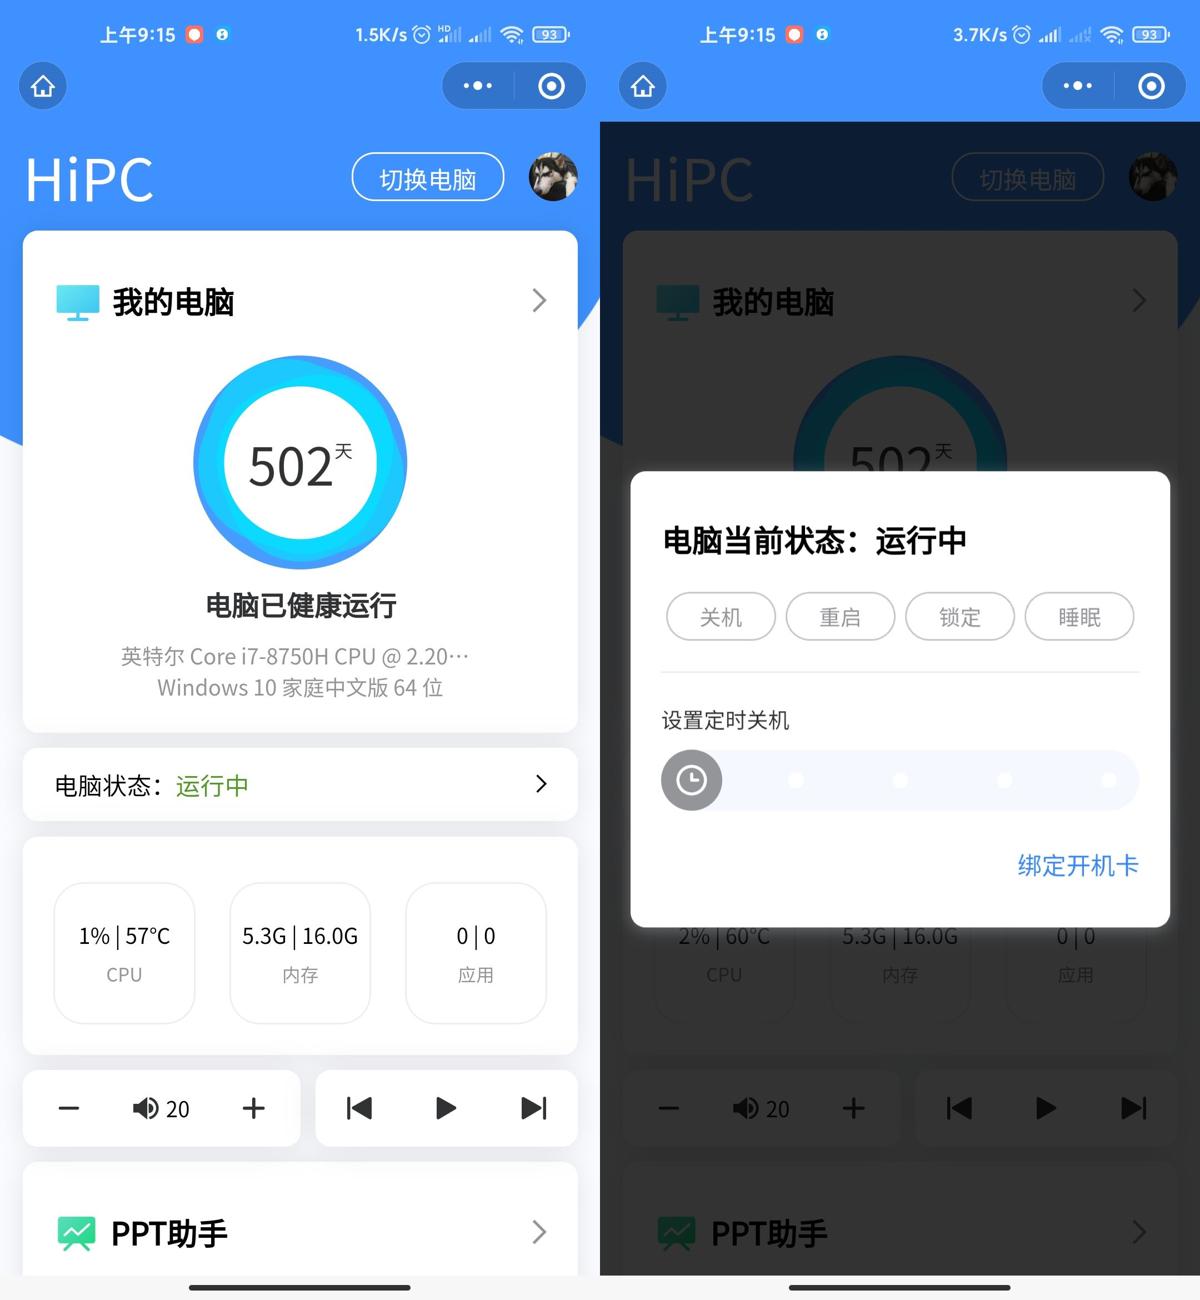 上午9:15
1.5K/s
HD
93
HiPC
切换电脑
我的电脑
502天
电脑已健康运行
英特尔 Core i7-8750H CPU @ 2.20…
Windows 10 家庭中文版 64 位
电脑状态：运行中
1% | 57°C
CPU
5.3G | 16.0G
内存
0 | 0
应用
20
PPT助手
上午9:15
3.7K/s
93
HiPC
切换电脑
我的电脑
502天
电脑当前状态：运行中
关机
重启
锁定
睡眠
设置定时关机
绑定开机卡
2% | 60°C
CPU
5.3G | 16.0G
内存
0 | 0
应用
20
PPT助手